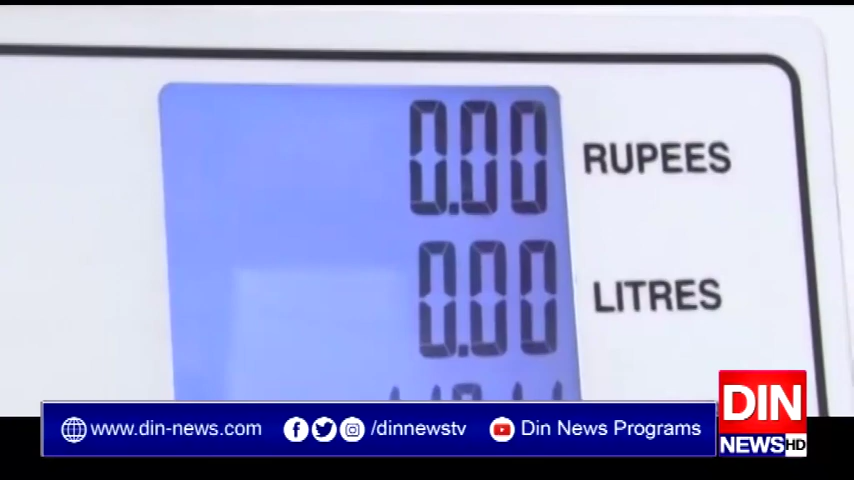 0.00 RUPEES
0.00 LITRES
www.din-news.com /dinnewstv Din News Programs
DIN
NEWS HD